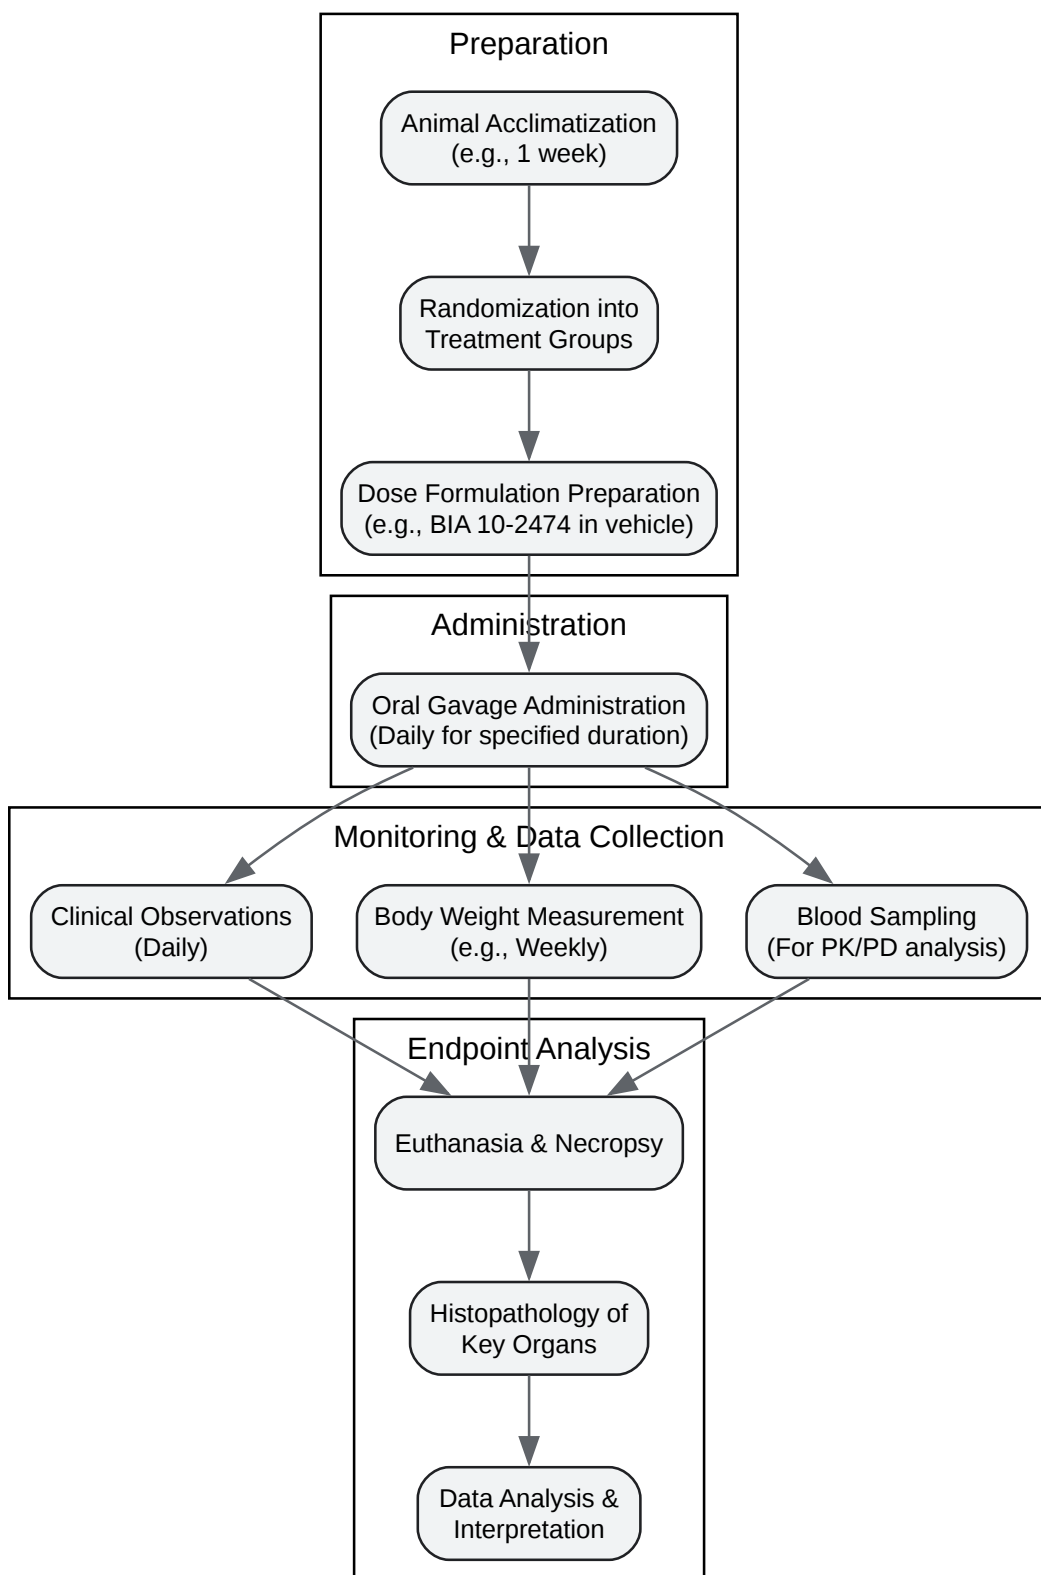 Preparation
Animal Acclimatization
(e.g., 1 week)
Randomization into
Treatment Groups
Dose Formulation Preparation
(e.g., BIA 10-2474 in vehicle)
Administration
Oral Gavage Administration
(Daily for specified duration)
Monitoring & Data Collection
Clinical Observations
(Daily)
Body Weight Measurement
(e.g., Weekly)
Blood Sampling
(For PK/PD analysis)
Endpoint Analysis
Euthanasia & Necropsy
Histopathology of
Key Organs
Data Analysis &
Interpretation